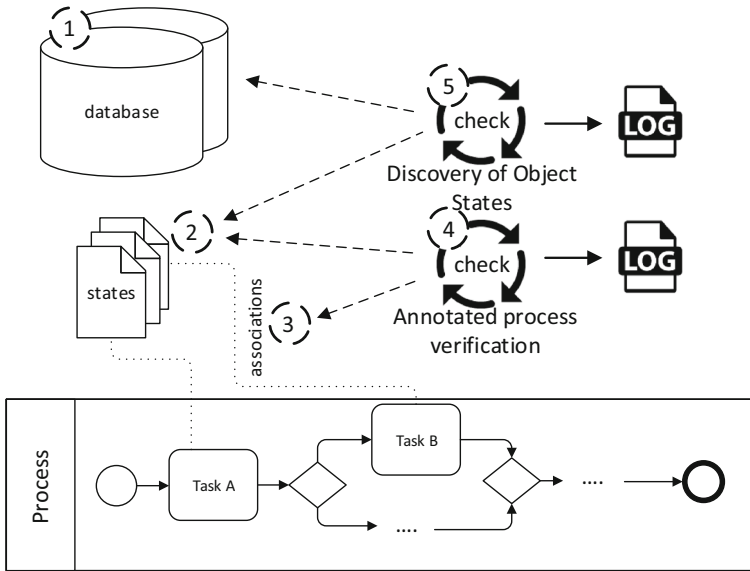 1
database
5
check
LOG
Discovery of Object
States
2
states
4
check
LOG
Annotated process
verification
associations
3
Process
Task A
Task B
....
....